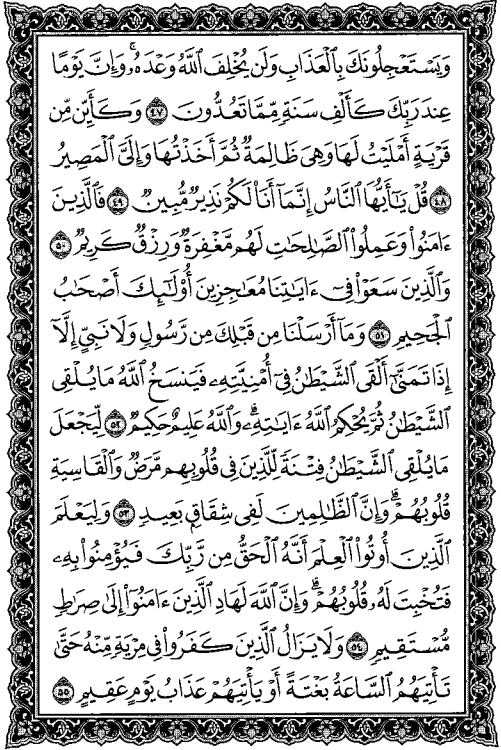 وَيَسْتَعْجِلُونَكَ بِٱلْعَذَابِ وَلَن يُخْلِفَ ٱللَّهُ وَعْدَهُۥ ۚ وَإِنَّ يَوْمًا
عِندَ رَبِّكَ كَأَلْفِ سَنَةٍ مِّمَّا تَعُدُّونَ ٤٧ وَكَأَيِّن مِّن
قَرْيَةٍ أَمْلَيْتُ لَهَا وَهِىَ ظَالِمَةٌ ثُمَّ أَخَذْتُهَا وَإِلَىَّ ٱلْمَصِيرُ
٤٨ قُلْ يَٰٓأَيُّهَا ٱلنَّاسُ إِنَّمَآ أَنَا۠ لَكُمْ نَذِيرٌ مُّبِينٌ ٤٩ فَٱلَّذِينَ
ءَامَنُوا۟ وَعَمِلُوا۟ ٱلصَّٰلِحَٰتِ لَهُم مَّغْفِرَةٌ وَرِزْقٌ كَرِيمٌ ٥٠
وَٱلَّذِينَ سَعَوْا۟ فِىٓ ءَايَٰتِنَا مُعَٰجِزِينَ أُو۟لَٰٓئِكَ أَصْحَٰبُ
ٱلْجَحِيمِ ٥١ وَمَآ أَرْسَلْنَا مِن قَبْلِكَ مِن رَّسُولٍ وَلَا نَبِىٍّ إِلَّآ
إِذَا تَمَنَّىٰٓ أَلْقَى ٱلشَّيْطَٰنُ فِىٓ أُمْنِيَّتِهِۦ فَيَنسَخُ ٱللَّهُ مَا يُلْقِى
ٱلشَّيْطَٰنُ ثُمَّ يُحْكِمُ ٱللَّهُ ءَايَٰتِهِۦ ۗ وَٱللَّهُ عَلِيمٌ حَكِيمٌ ٥٢ لِّيَجْعَلَ
مَا يُلْقِى ٱلشَّيْطَٰنُ فِتْنَةً لِّلَّذِينَ فِى قُلُوبِهِم مَّرَضٌ وَٱلْقَاسِيَةِ
قُلُوبُهُمْ ۗ وَإِنَّ ٱلظَّٰلِمِينَ لَفِى شِقَاقٍۭ بَعِيدٍ ٥٣ وَلِيَعْلَمَ
ٱلَّذِينَ أُوتُوا۟ ٱلْعِلْمَ أَنَّهُ ٱلْحَقُّ مِن رَّبِّكَ فَيُؤْمِنُوا۟ بِهِۦ
فَتُخْبِتَ لَهُۥ قُلُوبُهُمْ ۗ وَإِنَّ ٱللَّهَ لَهَادِ ٱلَّذِينَ ءَامَنُوٓا۟ إِلَىٰ صِرَٰطٍ
مُّسْتَقِيمٍ ٥٤ وَلَا يَزَالُ ٱلَّذِينَ كَفَرُوا۟ فِى مِرْيَةٍ مِّنْهُ حَتَّىٰ
تَأْتِيَهُمُ ٱلسَّاعَةُ بَغْتَةً أَوْ يَأْتِيَهُمْ عَذَابُ يَوْمٍ عَقِيمٍ ٥٥